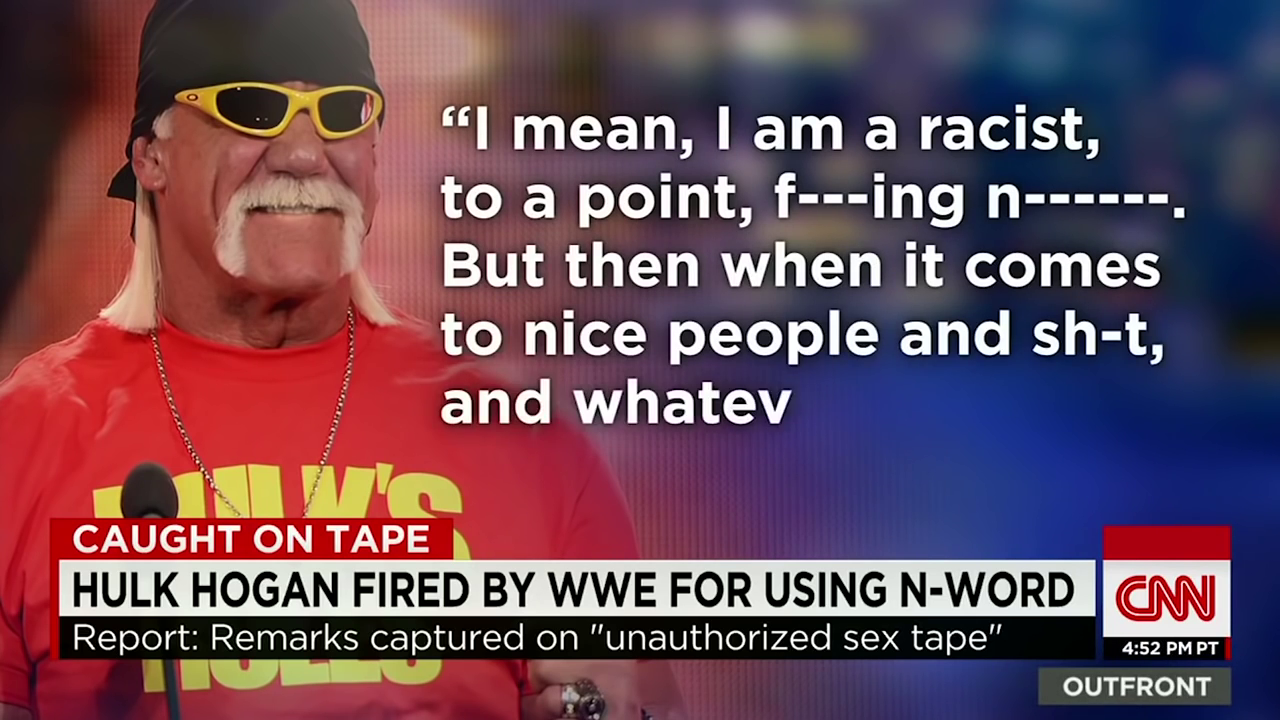 “I mean, I am a racist,
to a point, f---ing n------.
But then when it comes
to nice people and sh-t,
and whatev
HULK'S
CAUGHT ON TAPE
HULK HOGAN FIRED BY WWE FOR USING N-WORD
Report: Remarks captured on "unauthorized sex tape"
CNN
4:52 PM PT
OUTFRONT